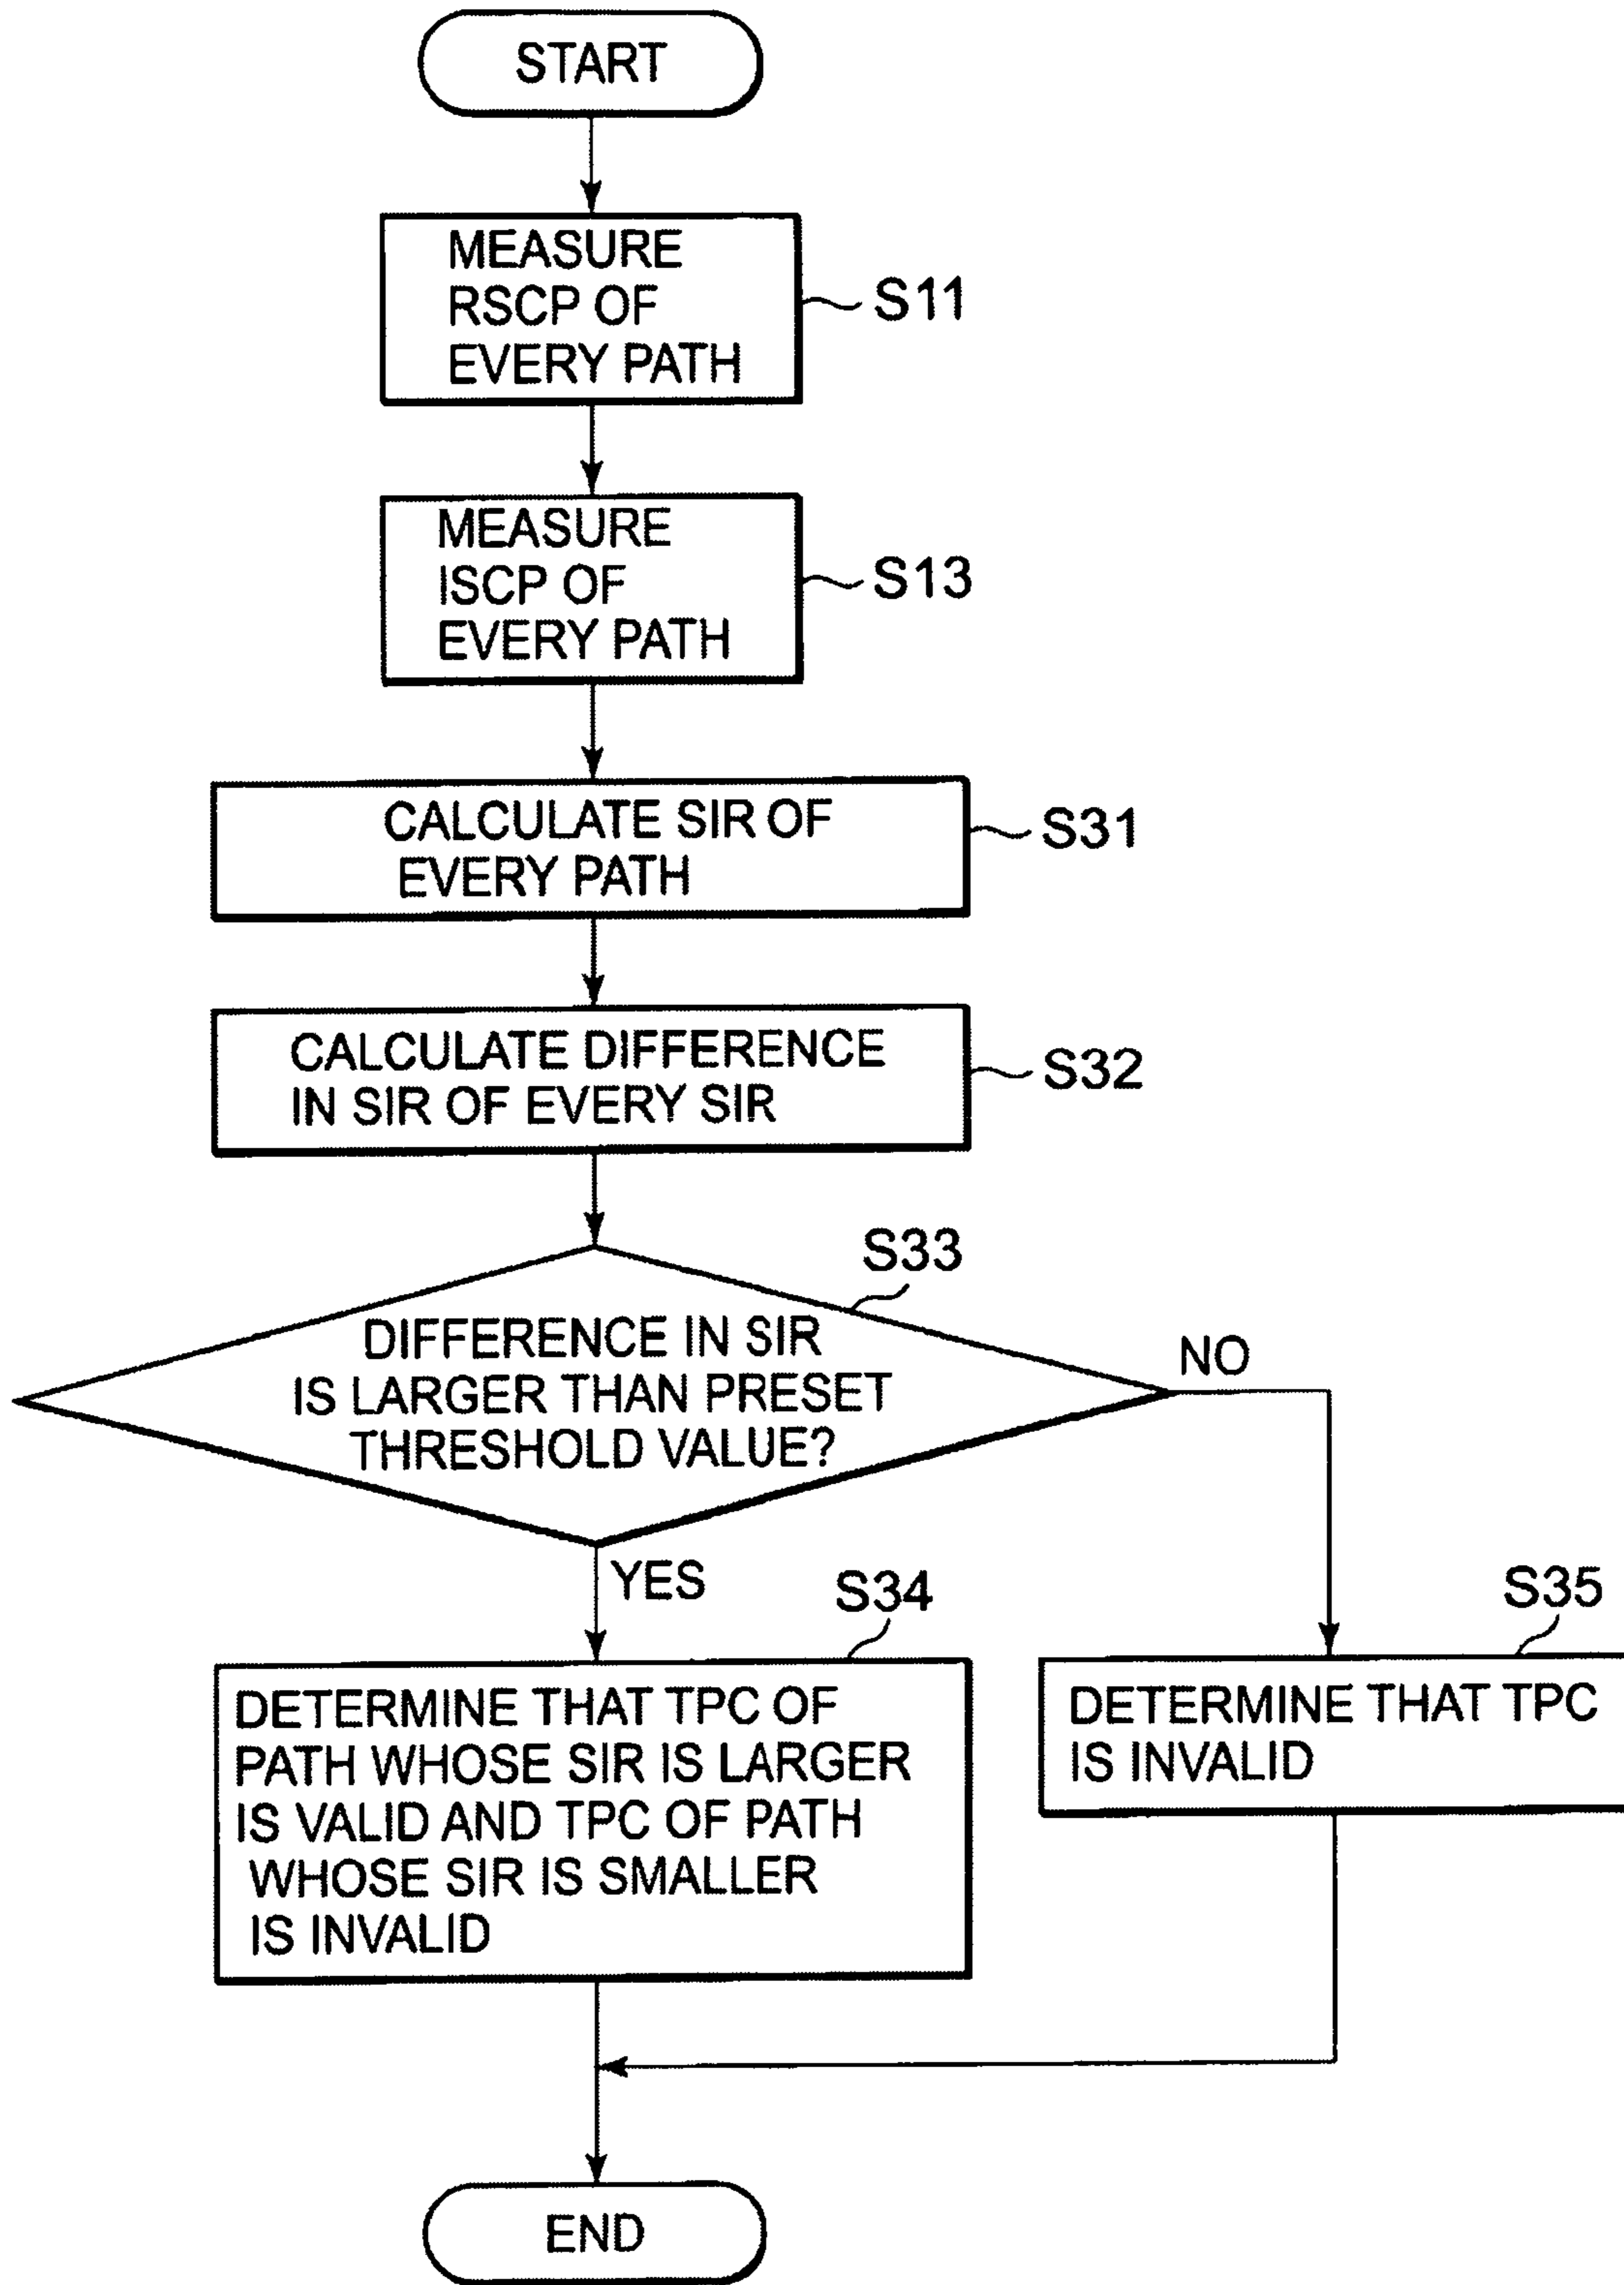 START
MEASURE
RSCP OF
EVERY PATH
S11
MEASURE
ISCP OF
EVERY PATH
S13
CALCULATE SIR OF
EVERY PATH
S31
CALCULATE DIFFERENCE
IN SIR OF EVERY SIR
S32
S33
DIFFERENCE IN SIR
IS LARGER THAN PRESET
THRESHOLD VALUE?
NO
YES
S34
DETERMINE THAT TPC OF
PATH WHOSE SIR IS LARGER
IS VALID AND TPC OF PATH
WHOSE SIR IS SMALLER
IS INVALID
S35
DETERMINE THAT TPC
IS INVALID
END